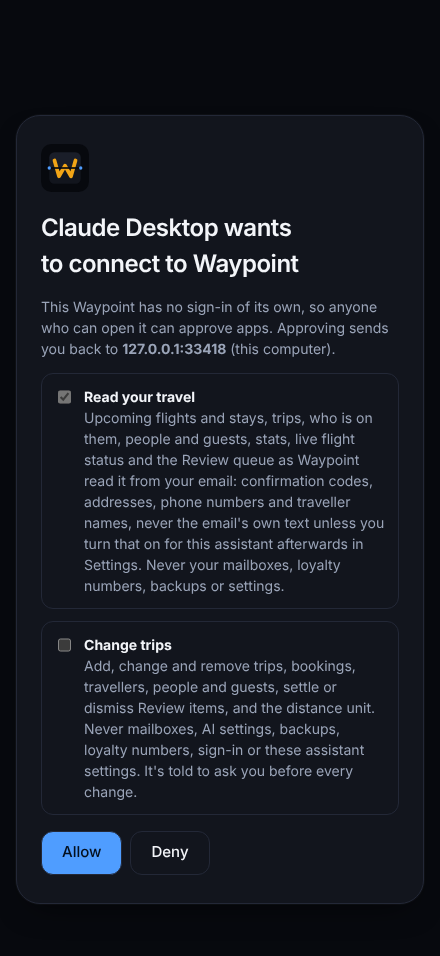 Claude Desktop wants
to connect to Waypoint
This Waypoint has no sign-in of its own, so anyone
who can open it can approve apps. Approving sends
you back to 127.0.0.1:33418 (this computer).
Read your travel
Upcoming flights and stays, trips, who is on
them, people and guests, stats, live flight
status and the Review queue as Waypoint
read it from your email: confirmation codes,
addresses, phone numbers and traveller
names, never the email's own text unless you
turn that on for this assistant afterwards in
Settings. Never your mailboxes, loyalty
numbers, backups or settings.
Change trips
Add, change and remove trips, bookings,
travellers, people and guests, settle or
dismiss Review items, and the distance unit.
Never mailboxes, AI settings, backups,
loyalty numbers, sign-in or these assistant
settings. It's told to ask you before every
change.
Allow
Deny